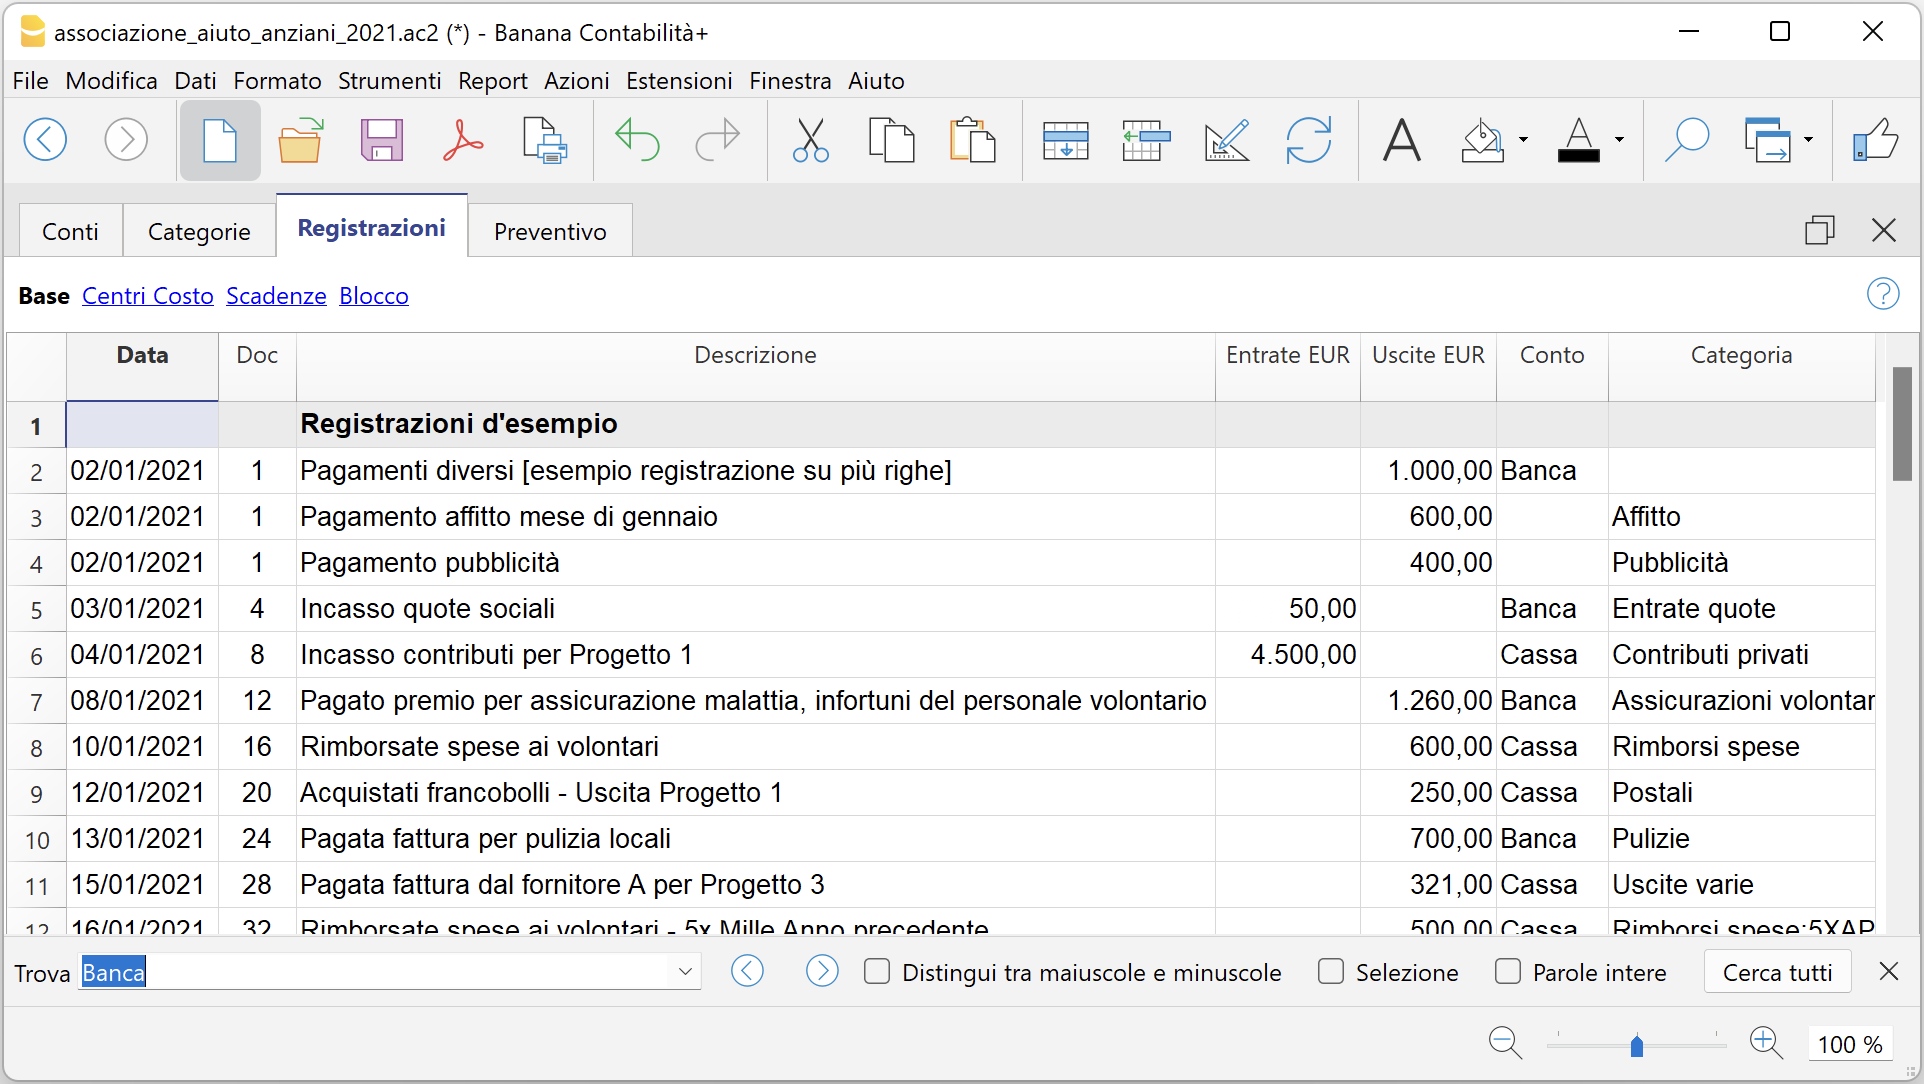 associazione_aiuto_anziani_2021.ac2 (*) - Banana Contabilità+
File Modifica Dati Formato Strumenti Report Azioni Estensioni Finestra Aiuto
Conti Categorie Registrazioni Preventivo
Base Centri Costo Scadenze Blocco
Data Doc Descrizione Entrate EUR Uscite EUR Conto Categoria
1 Registrazioni d'esempio
2 02/01/2021 1 Pagamenti diversi [esempio registrazione su più righe] 1.000,00 Banca
3 02/01/2021 1 Pagamento affitto mese di gennaio 600,00 Affitto
4 02/01/2021 1 Pagamento pubblicità 400,00 Pubblicità
5 03/01/2021 4 Incasso quote sociali 50,00 Banca Entrate quote
6 04/01/2021 8 Incasso contributi per Progetto 1 4.500,00 Cassa Contributi privati
7 08/01/2021 12 Pagato premio per assicurazione malattia, infortuni del personale volontario 1.260,00 Banca Assicurazioni volontar
8 10/01/2021 16 Rimborsate spese ai volontari 600,00 Cassa Rimborsi spese
9 12/01/2021 20 Acquistati francobolli - Uscita Progetto 1 250,00 Cassa Postali
10 13/01/2021 24 Pagata fattura per pulizia locali 700,00 Banca Pulizie
11 15/01/2021 28 Pagata fattura dal fornitore A per Progetto 3 321,00 Cassa Uscite varie
12 16/01/2021 32 Rimborsate spese ai volontari - 5x Mille Anno precedente 500,00 Cassa Rimborsi spese:5XAP
Trova Banca Distingui tra maiuscole e minuscole Selezione Parole intere Cerca tutti
100 %